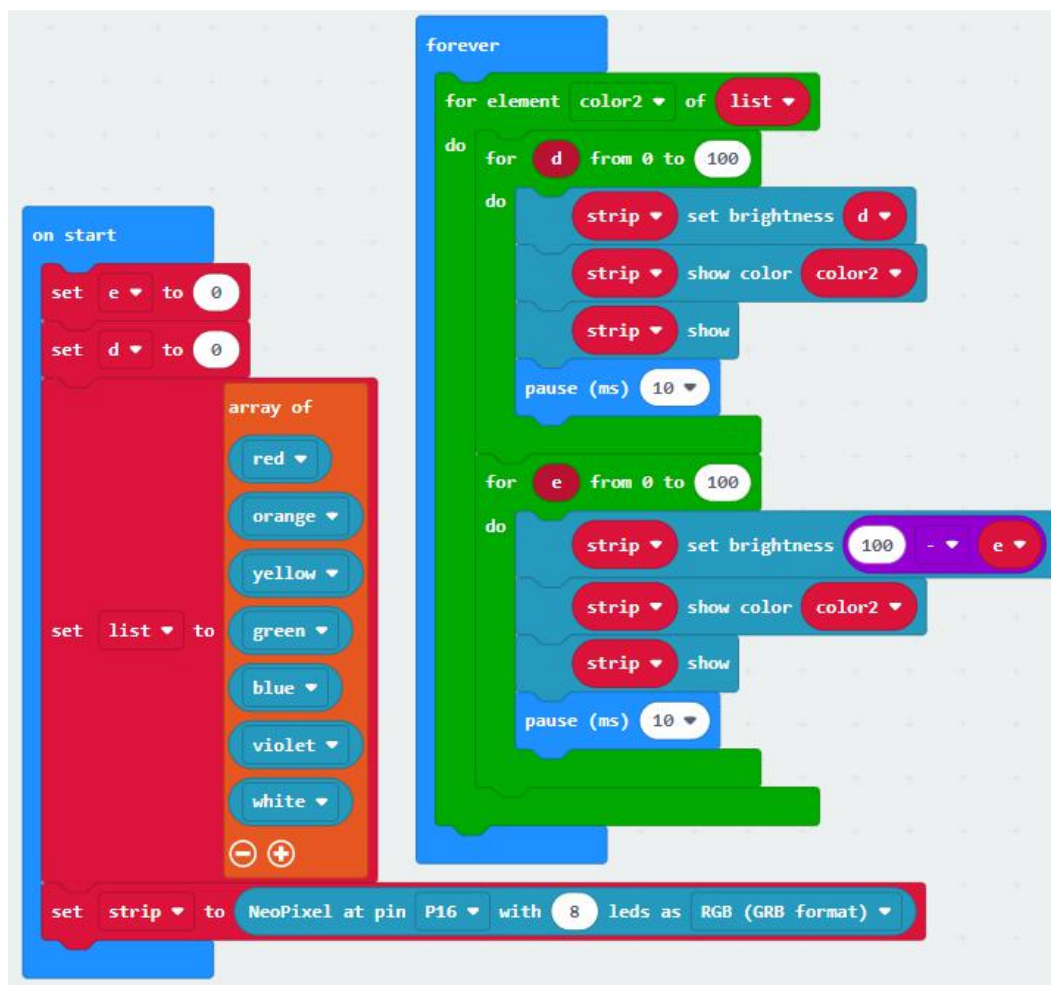 on start
set e to 0
set d to 0
set list to
array of
red
orange
yellow
green
blue
violet
white
set strip to NeoPixel at pin P16 with 8 leds as RGB (GRB format)
forever
for element color2 of list
do
for d from 0 to 100
do
strip set brightness d
strip show color color2
strip show
pause (ms) 10
for e from 0 to 100
do
strip set brightness 100 - e
strip show color color2
strip show
pause (ms) 10